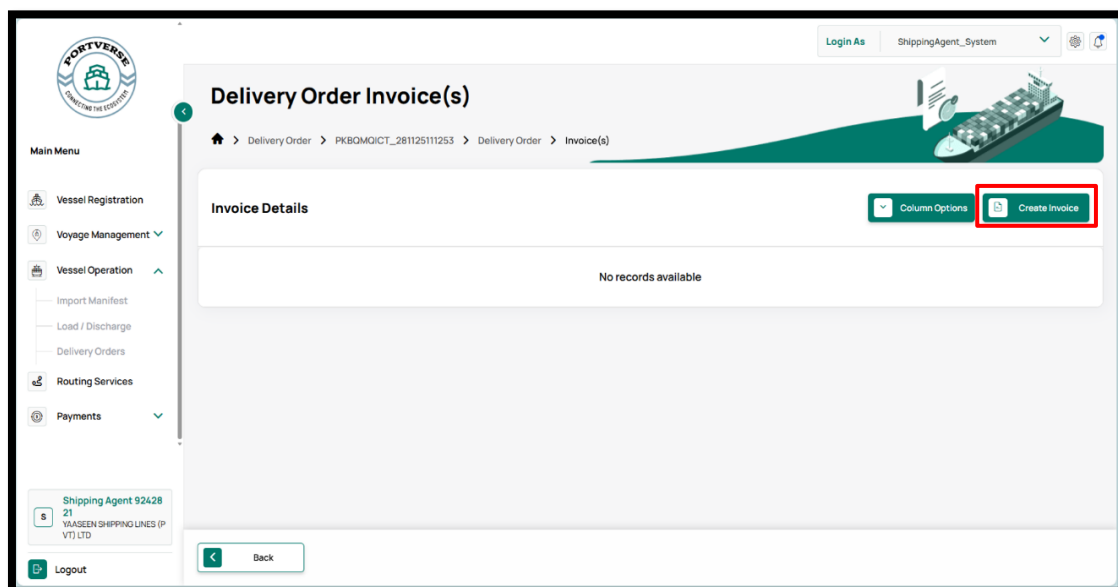 PORTVERSE
CONNECTING THE ECOSYSTEM
Login As
ShippingAgent_System
Delivery Order Invoice(s)
Delivery Order > PKBQMQICT_281125111253 > Delivery Order > Invoice(s)
Main Menu
Vessel Registration
Voyage Management
Vessel Operation
Import Manifest
Load / Discharge
Delivery Orders
Routing Services
Payments
Invoice Details
Column Options
Create Invoice
No records available
S
Shipping Agent 92428
21
YAASEEN SHIPPING LINES (P
VT) LTD
Logout
Back